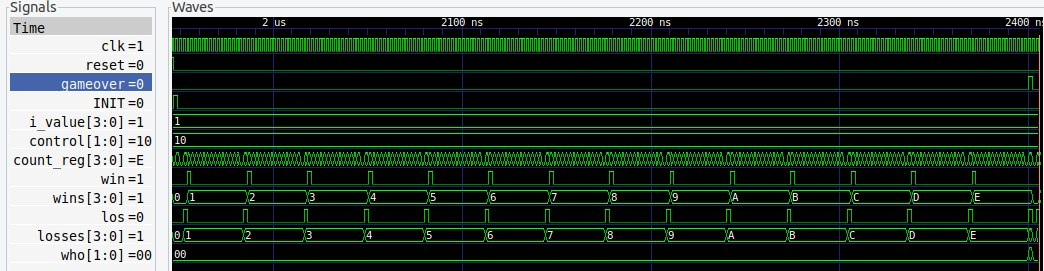 Signals
Waves
Time
2 us 2100 ns 2200 ns 2300 ns 2400 ns
clk=1
reset=0
gameover=0
INIT=0
i_value[3:0]=1 1
control[1:0]=10 10
count_reg[3:0]=E
win=1
wins[3:0]=1 0 1 2 3 4 5 6 7 8 9 A B C D E
los=0
losses[3:0]=1 0 1 2 3 4 5 6 7 8 9 A B C D E
who[1:0]=00 00